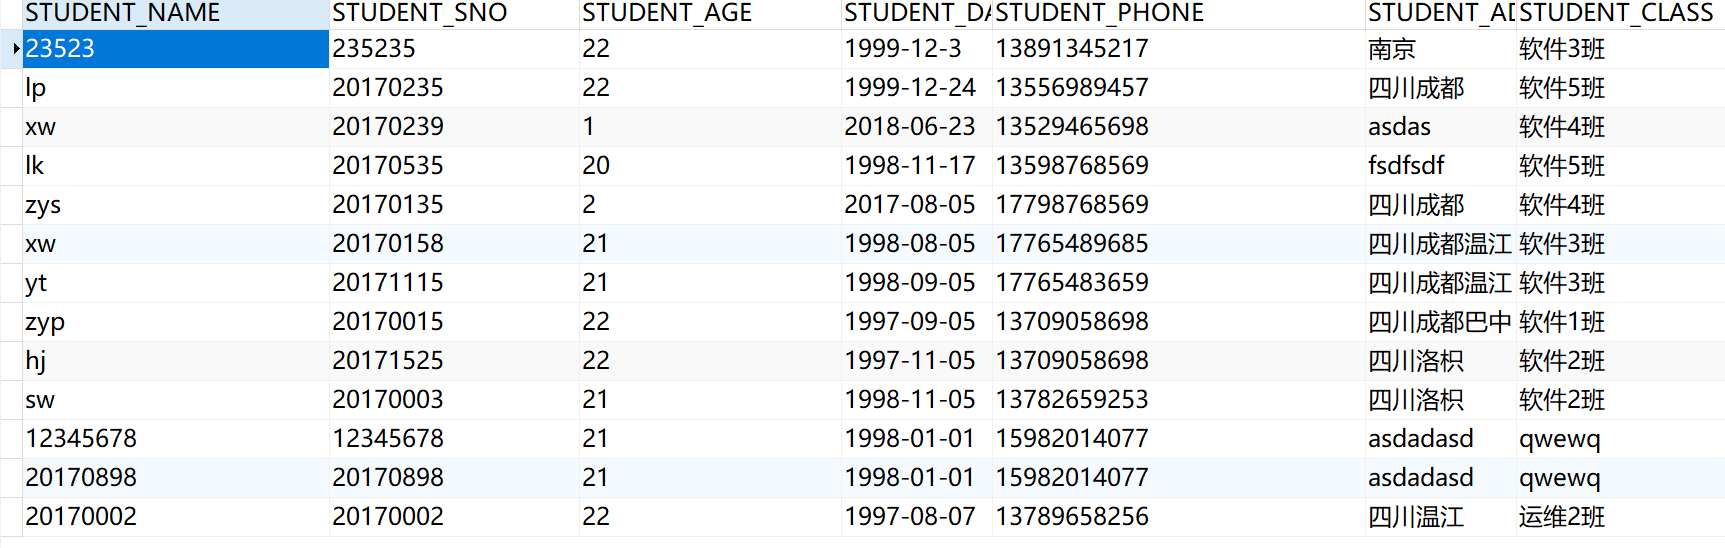 STUDENT_NAME STUDENT_SNO STUDENT_AGE STUDENT_DA STUDENT_PHONE STUDENT_AD STUDENT_CLASS
23523 235235 22 1999-12-3 13891345217 南京 软件3班
lp 20170235 22 1999-12-24 13556989457 四川成都 软件5班
xw 20170239 1 2018-06-23 13529465698 asdas 软件4班
lk 20170535 20 1998-11-17 13598768569 fsdfsdf 软件5班
zys 20170135 2 2017-08-05 17798768569 四川成都 软件4班
xw 20170158 21 1998-08-05 17765489685 四川成都温江 软件3班
yt 20171115 21 1998-09-05 17765483659 四川成都温江 软件3班
zyp 20170015 22 1997-09-05 13709058698 四川成都巴中 软件1班
hj 20171525 22 1997-11-05 13709058698 四川洛枳 软件2班
sw 20170003 21 1998-11-05 13782659253 四川洛枳 软件2班
12345678 12345678 21 1998-01-01 15982014077 asdadasd qwewq
20170898 20170898 21 1998-01-01 15982014077 asdadasd qwewq
20170002 20170002 22 1997-08-07 13789658256 四川温江 运维2班